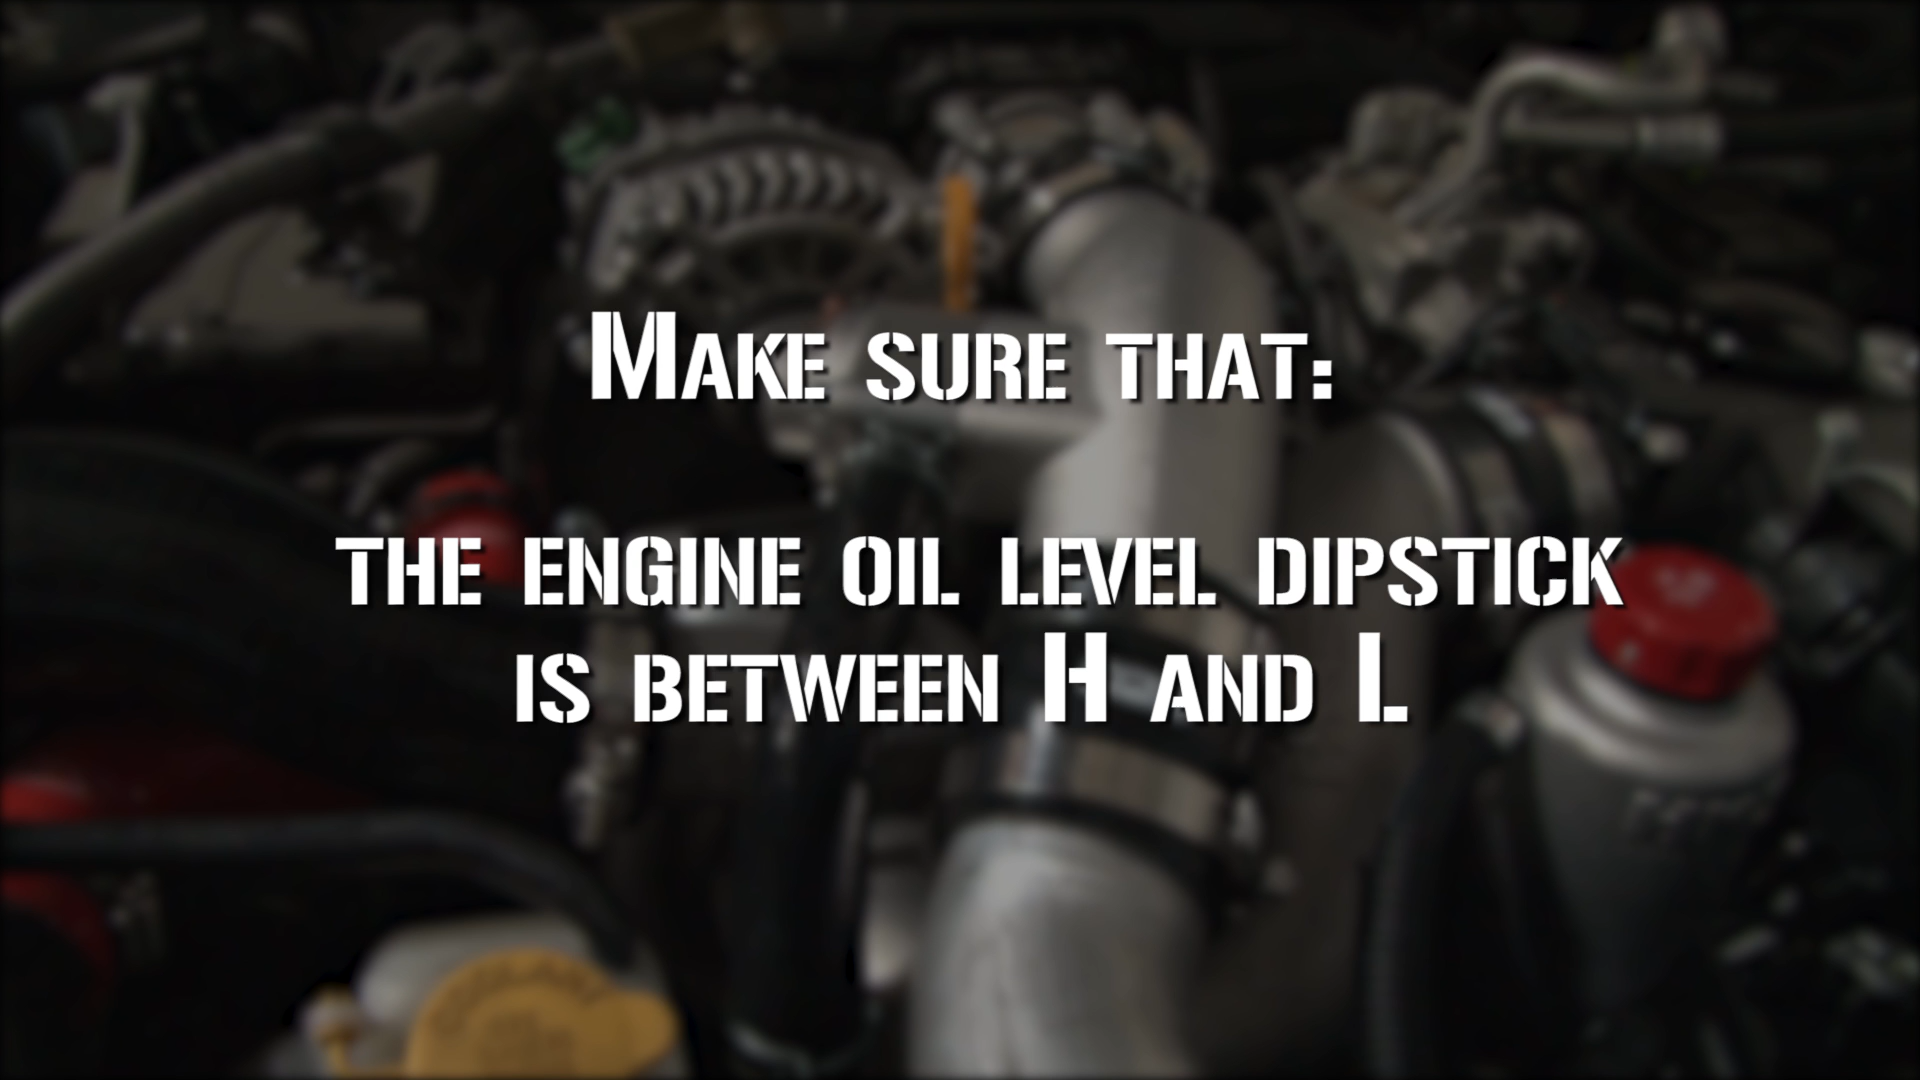 Make sure that:
the engine oil level dipstick
is between H and L